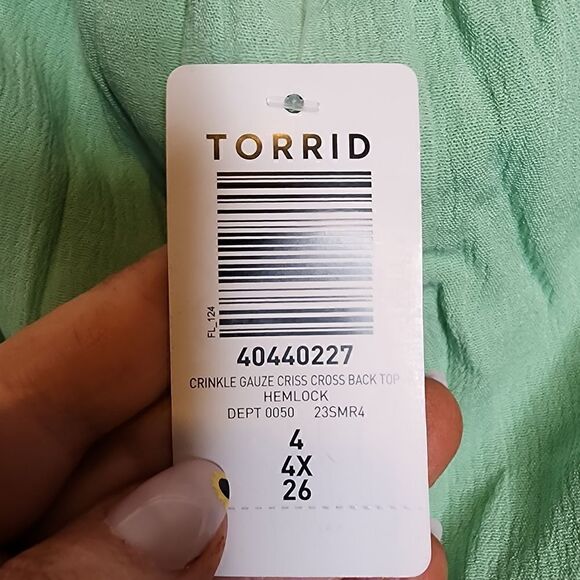 TORRID
FL_124
40440227
CRINKLE GAUZE CRISS CROSS BACK TOP
HEMLOCK
DEPT 0050 23SMR4
4
4X
26